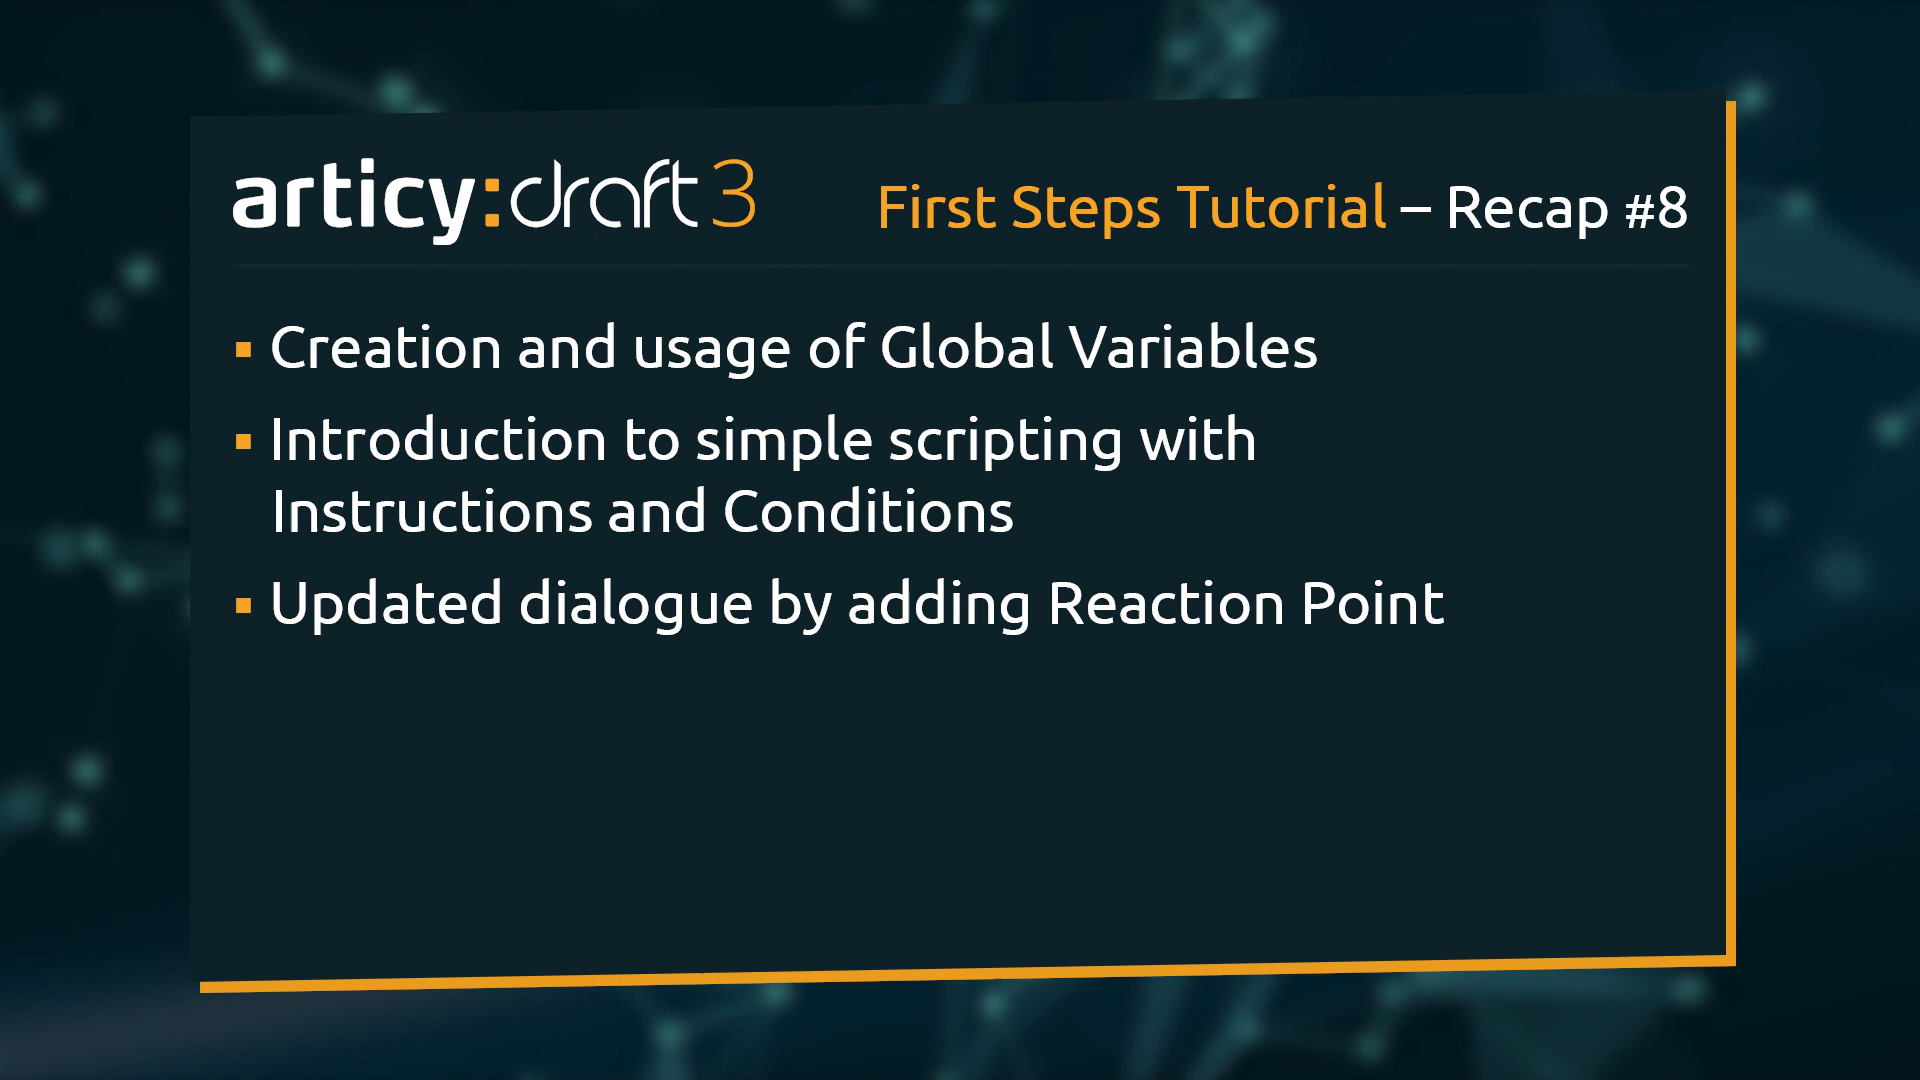 articy:draft 3
First Steps Tutorial – Recap #8
▪ Creation and usage of Global Variables
▪ Introduction to simple scripting with
Instructions and Conditions
▪ Updated dialogue by adding Reaction Point